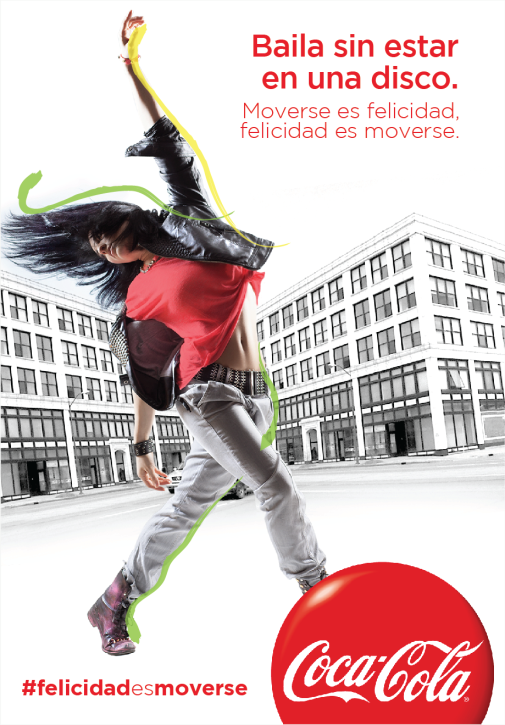 Baila sin estar
en una disco.
Moverse es felicidad,
felicidad es moverse.
#felicidadesmoverse
Coca-Cola